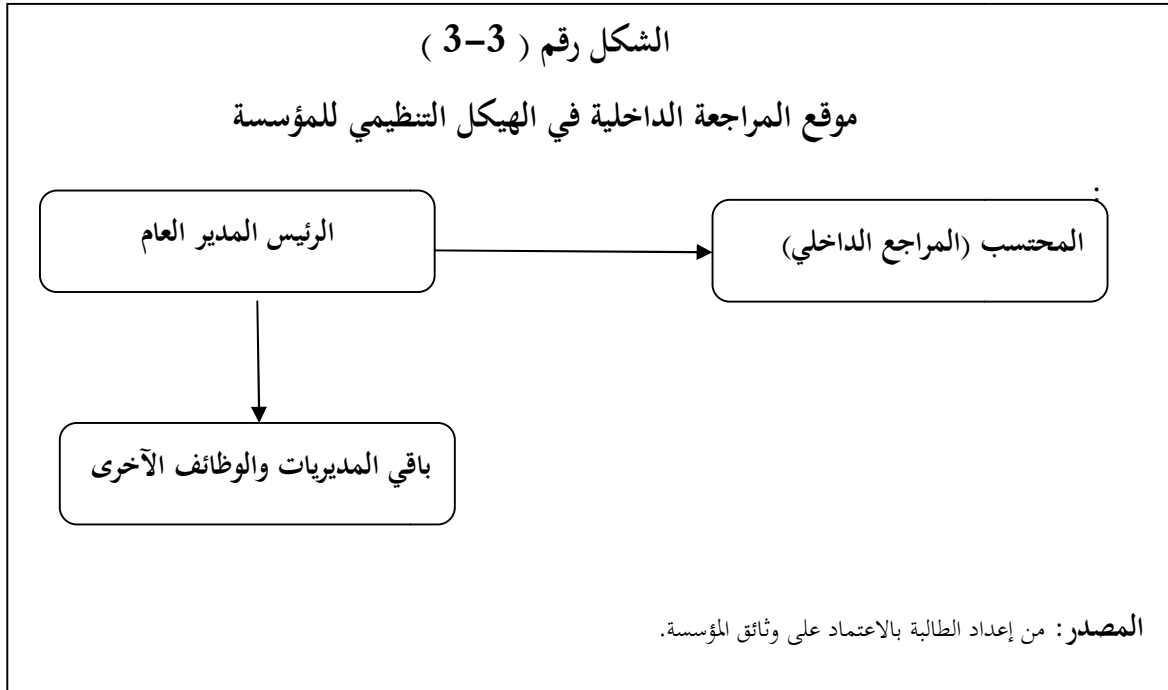 الشكل رقم ( 3-3 )
موقع المراجعة الداخلية في الهيكل التنظيمي للمؤسسة
:
المحتسب (المراجع الداخلي)
الرئيس المدير العام
باقي المديريات والوظائف الآخرى
المصدر: من إعداد الطالبة بالاعتماد على وثائق المؤسسة.